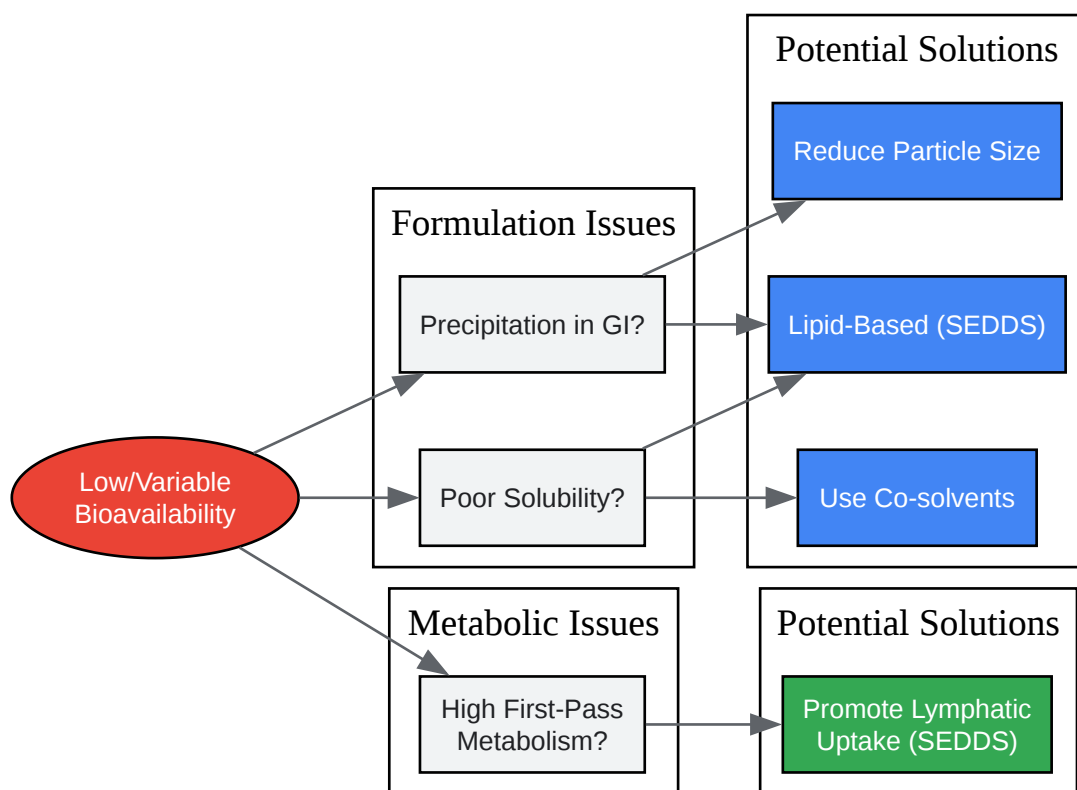 Potential Solutions
Reduce Particle Size
Formulation Issues
Precipitation in GI?
Lipid-Based (SEDDS)
Low/Variable
Bioavailability
Poor Solubility?
Use Co-solvents
Metabolic Issues
Potential Solutions
High First-Pass
Metabolism?
Promote Lymphatic
Uptake (SEDDS)